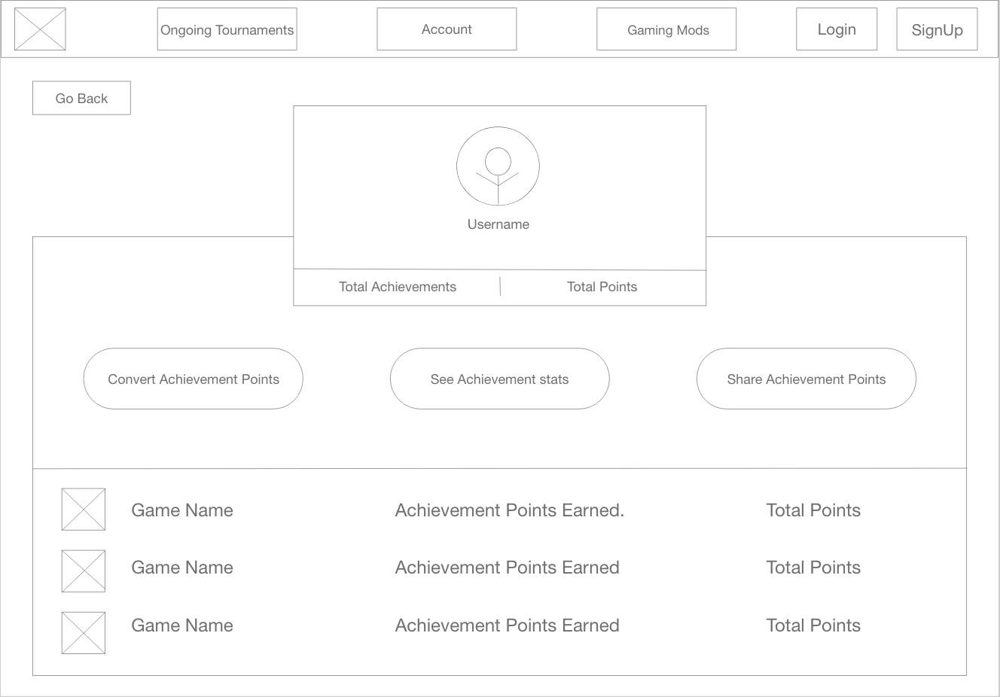 Ongoing Tournaments
Account
Gaming Mods
Login
SignUp
Go Back
Username
Total Achievements
Total Points
Convert Achievement Points
See Achievement stats
Share Achievement Points
Game Name
Achievement Points Earned.
Total Points
Game Name
Achievement Points Earned
Total Points
Game Name
Achievement Points Earned
Total Points